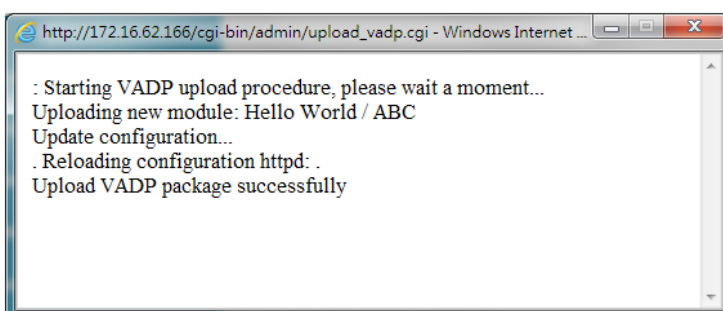 http://172.16.62.166/cgi-bin/admin/upload_vadp.cgi - Windows Internet ...
: Starting VADP upload procedure, please wait a moment...
Uploading new module: Hello World / ABC
Update configuration...
. Reloading configuration httpd: .
Upload VADP package successfully